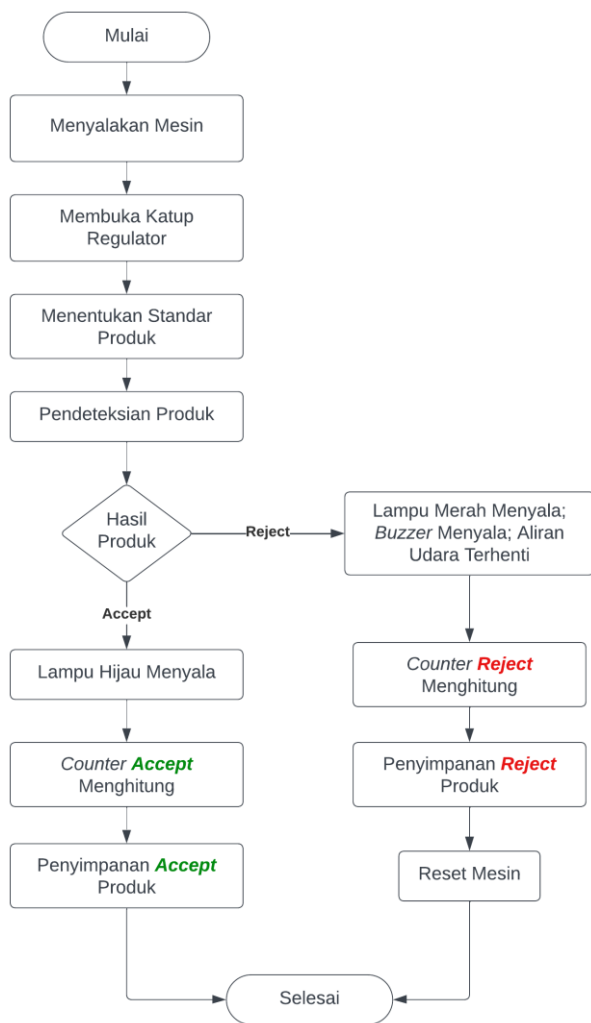 Mulai
Menyalakan Mesin
Membuka Katup
Regulator
Menentukan Standar
Produk
Pendeteksian Produk
Hasil
Produk
Reject
Lampu Merah Menyala;
Buzzer Menyala; Aliran
Udara Terhenti
Accept
Lampu Hijau Menyala
Counter Reject
Menghitung
Counter Accept
Menghitung
Penyimpanan Reject
Produk
Penyimpanan Accept
Produk
Reset Mesin
Selesai